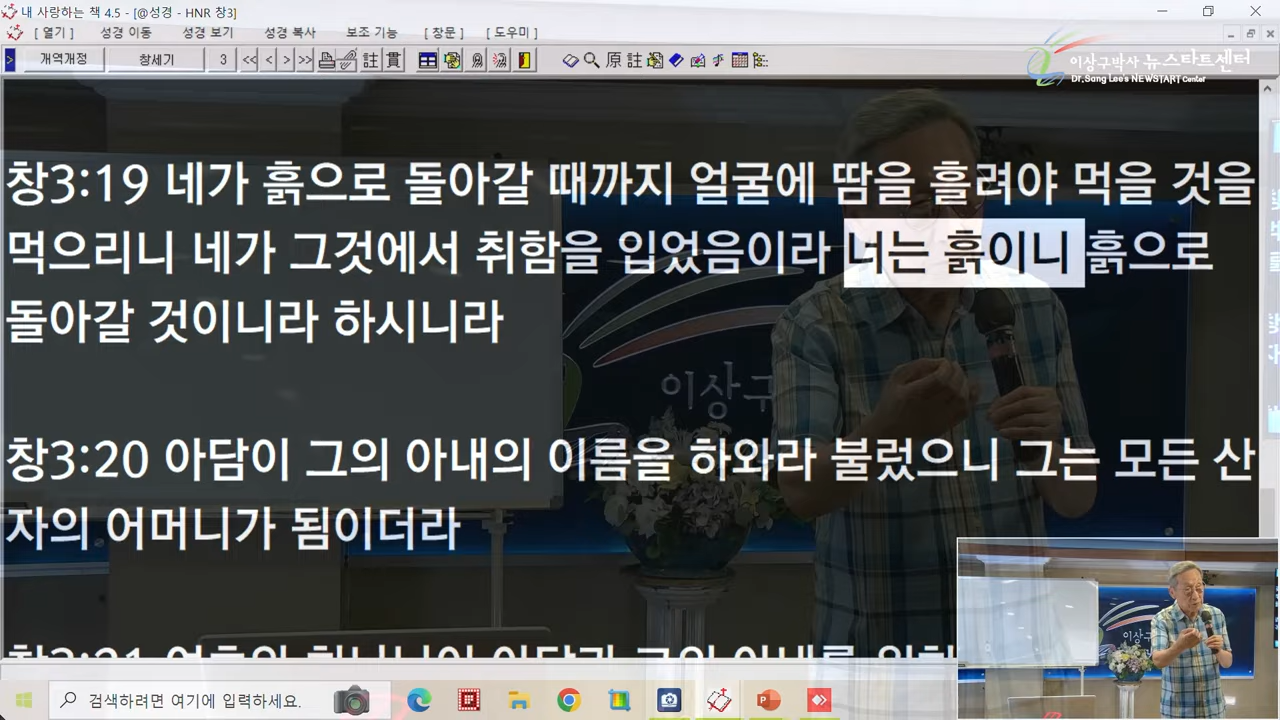 내 사랑하는 책 4.5 - [@성경 - HNR 창3]
[ 열기 ] 성경 이동 성경 보기 성경 복사 보조 기능 [ 창문 ] [ 도우미 ]
개역개정 창세기 3 << < > >> 註 貫 原 註
이상구박사 뉴스타트센터
Dr.Sang Lee's NEWSTART Center
창3:19 네가 흙으로 돌아갈 때까지 얼굴에 땀을 흘려야 먹을 것을
먹으리니 네가 그것에서 취함을 입었음이라 너는 흙이니 흙으로
돌아갈 것이니라 하시니라
이상구
창3:20 아담이 그의 아내의 이름을 하와라 불렀으니 그는 모든 산
자의 어머니가 됨이더라
이상구
검색하려면 여기에 입력하세요.